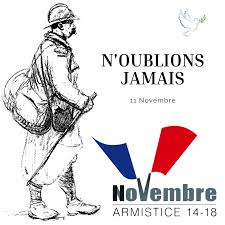 N'OUBLIONS
JAMAIS
11 Novembre
Novembre
ARMISTICE 14-18